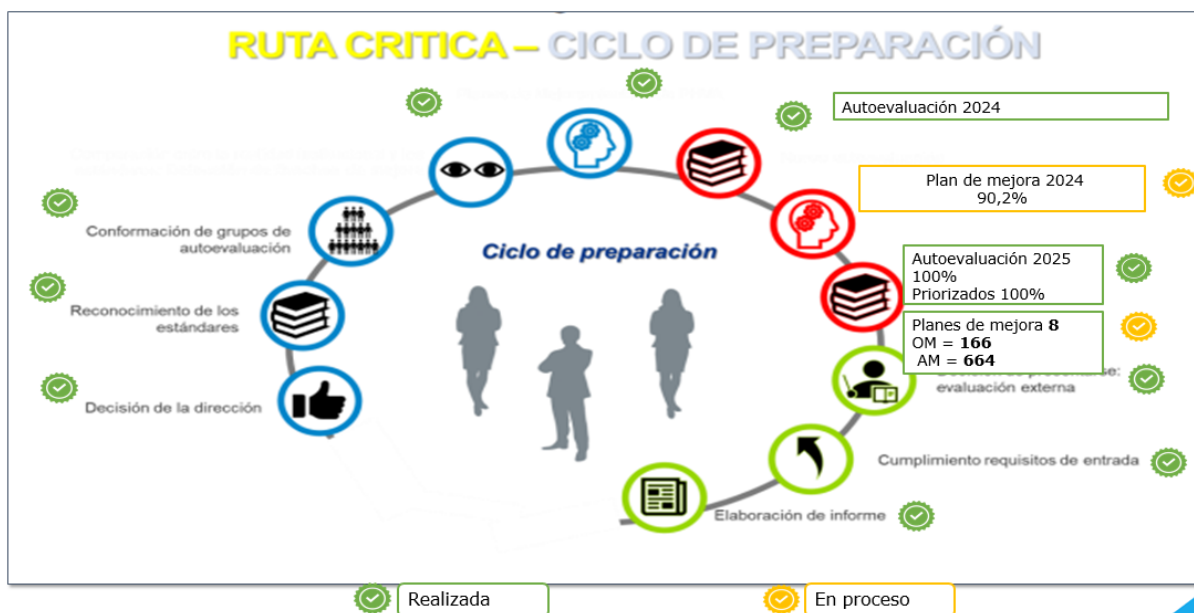 RUTA CRITICA – CICLO DE PREPARACIÓN
Autoevaluación 2024
Plan de mejora 2024
90,2%
Conformación de grupos de
autoevaluación
Ciclo de preparación
Autoevaluación 2025
100%
Priorizados 100%
Reconocimiento de los
estándares
Planes de mejora 8
OM = 166
AM = 664
evaluación externa
Decisión de la dirección
Cumplimiento requisitos de entrada
Elaboración de informe
Realizada
En proceso